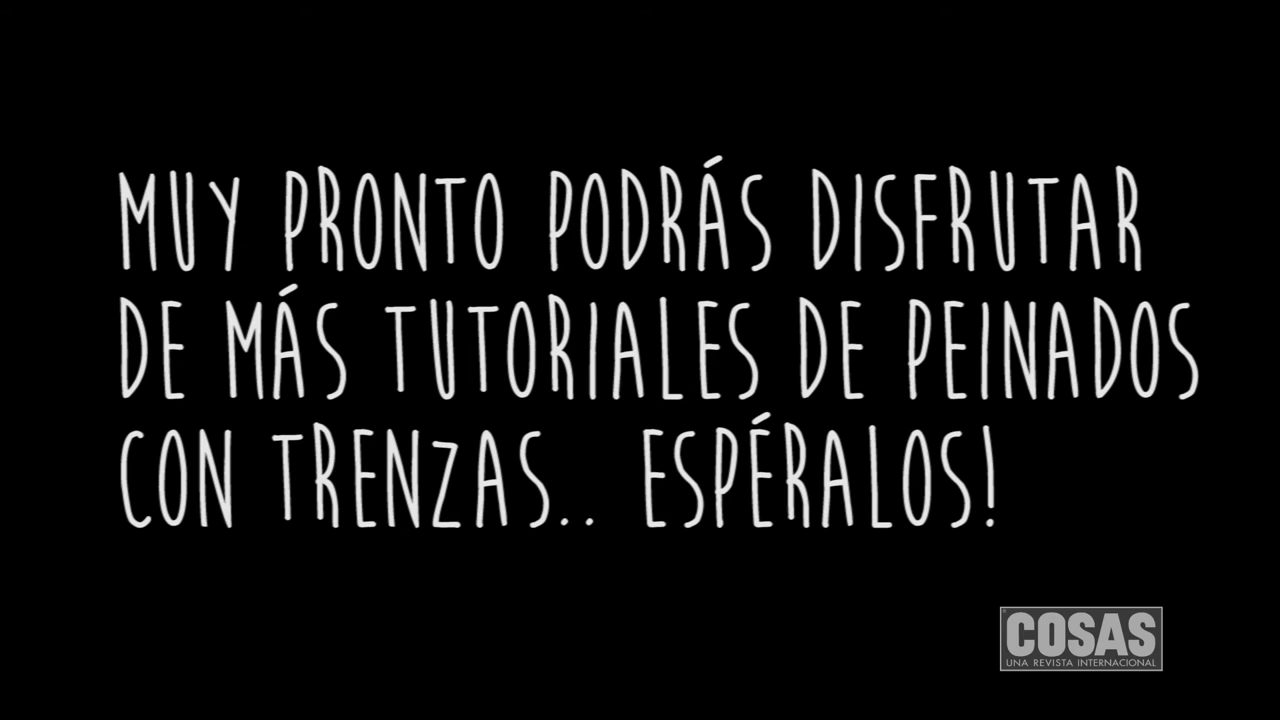 MUY PRONTO PODRÁS DISFRUTAR
DE MÁS TUTORIALES DE PEINADOS
CON TRENZAS.. ESPÉRALOS!
COSAS
UNA REVISTA INTERNACIONAL